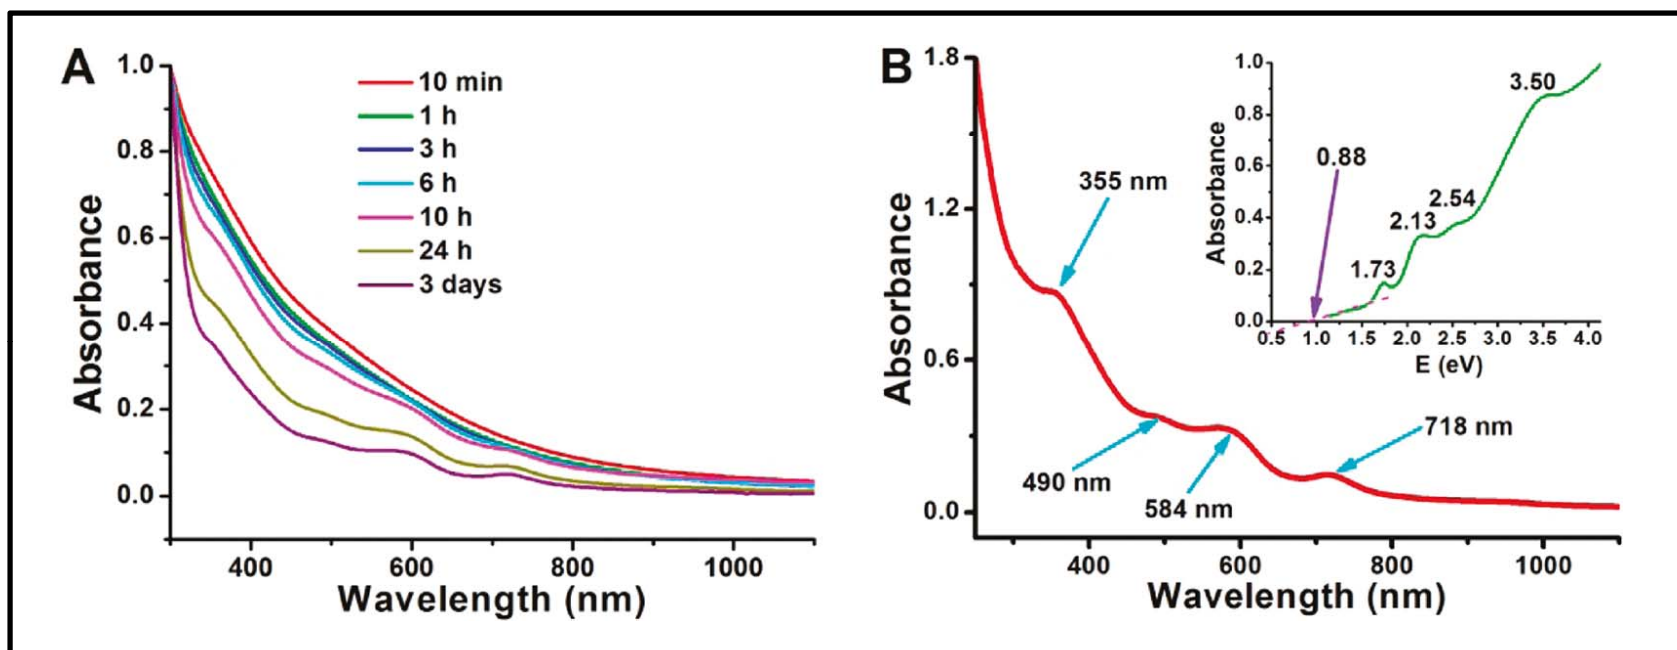 A
1.0
0.8
0.6
0.4
0.2
0.0
Absorbance
10 min
1 h
3 h
6 h
10 h
24 h
3 days
400 600 800 1000
Wavelength (nm)
B
1.8
1.2
0.6
0.0
Absorbance
355 nm
490 nm
584 nm
718 nm
400 600 800 1000
Wavelength (nm)
1.0
0.8
0.6
0.4
0.2
0.0
Absorbance
0.88
1.73
2.13
2.54
3.50
0.5 1.0 1.5 2.0 2.5 3.0 3.5 4.0
E (eV)